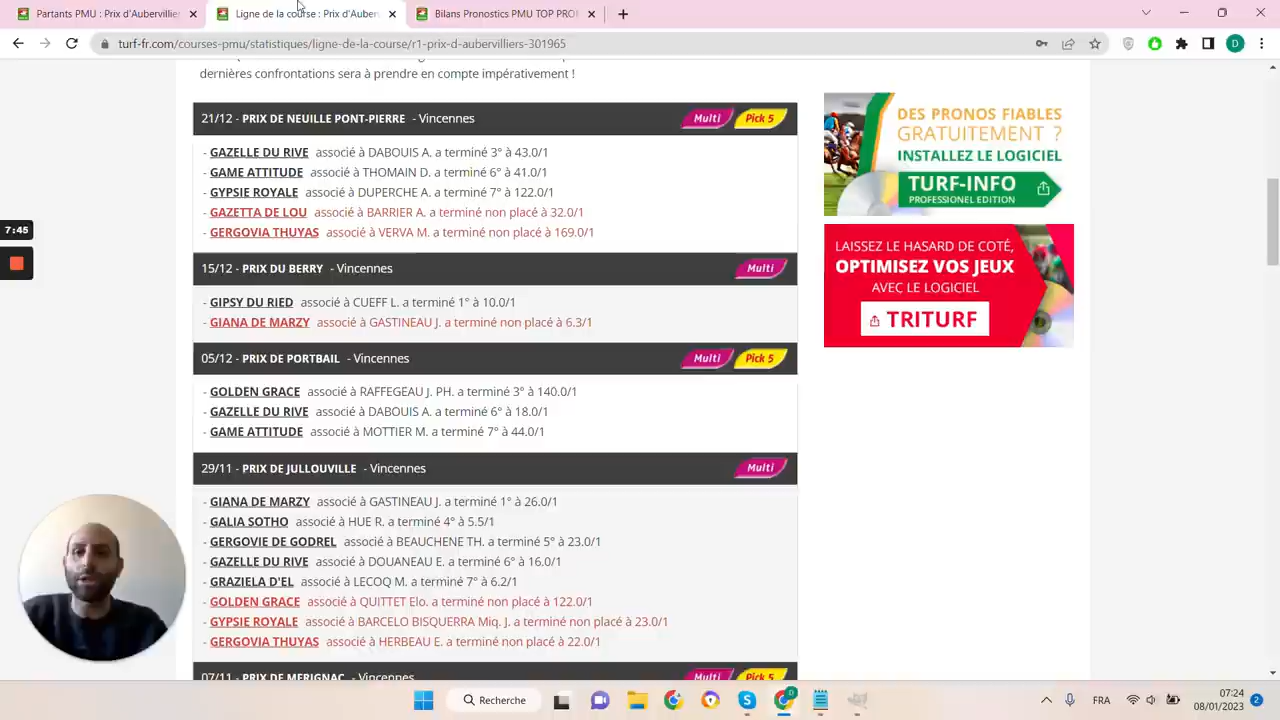 Partants PMU : Prix d'Aubervilliers
Ligne de la course : Prix d'Auber
Bilans Pronostics PMU TOP PRO
turf-fr.com/courses-pmu/statistiques/ligne-de-la-course/r1-prix-d-aubervilliers-301965
D
dernières confrontations sera à prendre en compte impérativement !
21/12 - PRIX DE NEUILLE PONT-PIERRE - Vincennes Multi Pick 5
- GAZELLE DU RIVE associé à DABOUIS A. a terminé 3° à 43.0/1
- GAME ATTITUDE associé à THOMAIN D. a terminé 6° à 41.0/1
- GYPSIE ROYALE associé à DUPERCHE A. a terminé 7° à 122.0/1
- GAZETTA DE LOU associé à BARRIER A. a terminé non placé à 32.0/1
- GERGOVIA THUYAS associé à VERVA M. a terminé non placé à 169.0/1
15/12 - PRIX DU BERRY - Vincennes Multi
- GIPSY DU RIED associé à CUEFF L. a terminé 1° à 10.0/1
- GIANA DE MARZY associé à GASTINEAU J. a terminé non placé à 6.3/1
05/12 - PRIX DE PORTBAIL - Vincennes Multi Pick 5
- GOLDEN GRACE associé à RAFFEGEAU J. PH. a terminé 3° à 140.0/1
- GAZELLE DU RIVE associé à DABOUIS A. a terminé 6° à 18.0/1
- GAME ATTITUDE associé à MOTTIER M. a terminé 7° à 44.0/1
29/11 - PRIX DE JULLOUVILLE - Vincennes Multi
- GIANA DE MARZY associé à GASTINEAU J. a terminé 1° à 26.0/1
- GALIA SOTHO associé à HUE R. a terminé 4° à 5.5/1
- GERGOVIE DE GODREL associé à BEAUCHENE TH. a terminé 5° à 23.0/1
- GAZELLE DU RIVE associé à DOUANEAU E. a terminé 6° à 16.0/1
- GRAZIELA D'EL associé à LECOQ M. a terminé 7° à 6.2/1
- GOLDEN GRACE associé à QUITTET Elo. a terminé non placé à 122.0/1
- GYPSIE ROYALE associé à BARCELO BISQUERRA Miq. J. a terminé non placé à 23.0/1
- GERGOVIA THUYAS associé à HERBEAU E. a terminé non placé à 22.0/1
07/11 - PRIX DE MERIGNAC - Vincennes Multi Pick 5
DES PRONOS FIABLES
GRATUITEMENT ?
INSTALLEZ LE LOGICIEL
TURF-INFO
PROFESSIONEL EDITION
LAISSEZ LE HASARD DE COTÉ,
OPTIMISEZ VOS JEUX
AVEC LE LOGICIEL
TRITURF
7:45
Recherche
D
FRA
07:24
08/01/2023
2